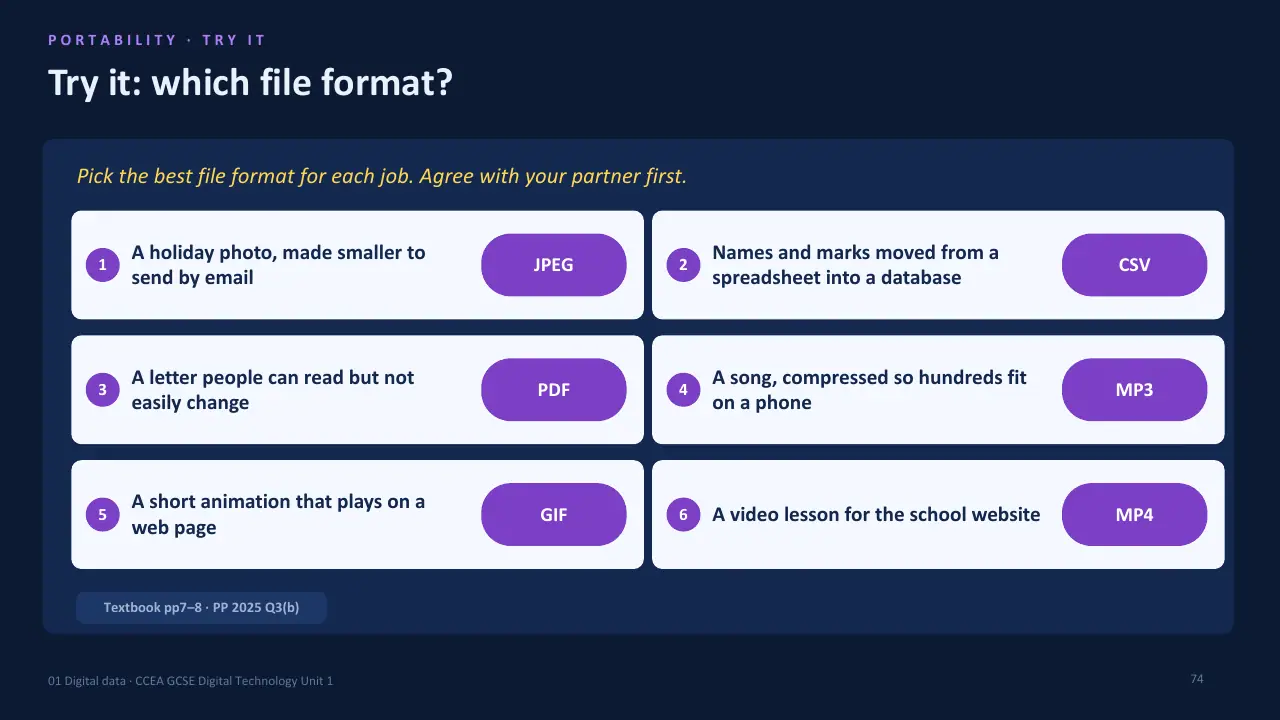 PORTABILITY · TRY IT
Try it: which file format?
Pick the best file format for each job. Agree with your partner first.
1
A holiday photo, made smaller to
send by email
JPEG
2
Names and marks moved from a
spreadsheet into a database
CSV
3
A letter people can read but not
easily change
PDF
4
A song, compressed so hundreds fit
on a phone
MP3
5
A short animation that plays on a
web page
GIF
6
A video lesson for the school website
MP4
Textbook pp7–8 · PP 2025 Q3(b)
01 Digital data · CCEA GCSE Digital Technology Unit 1
74